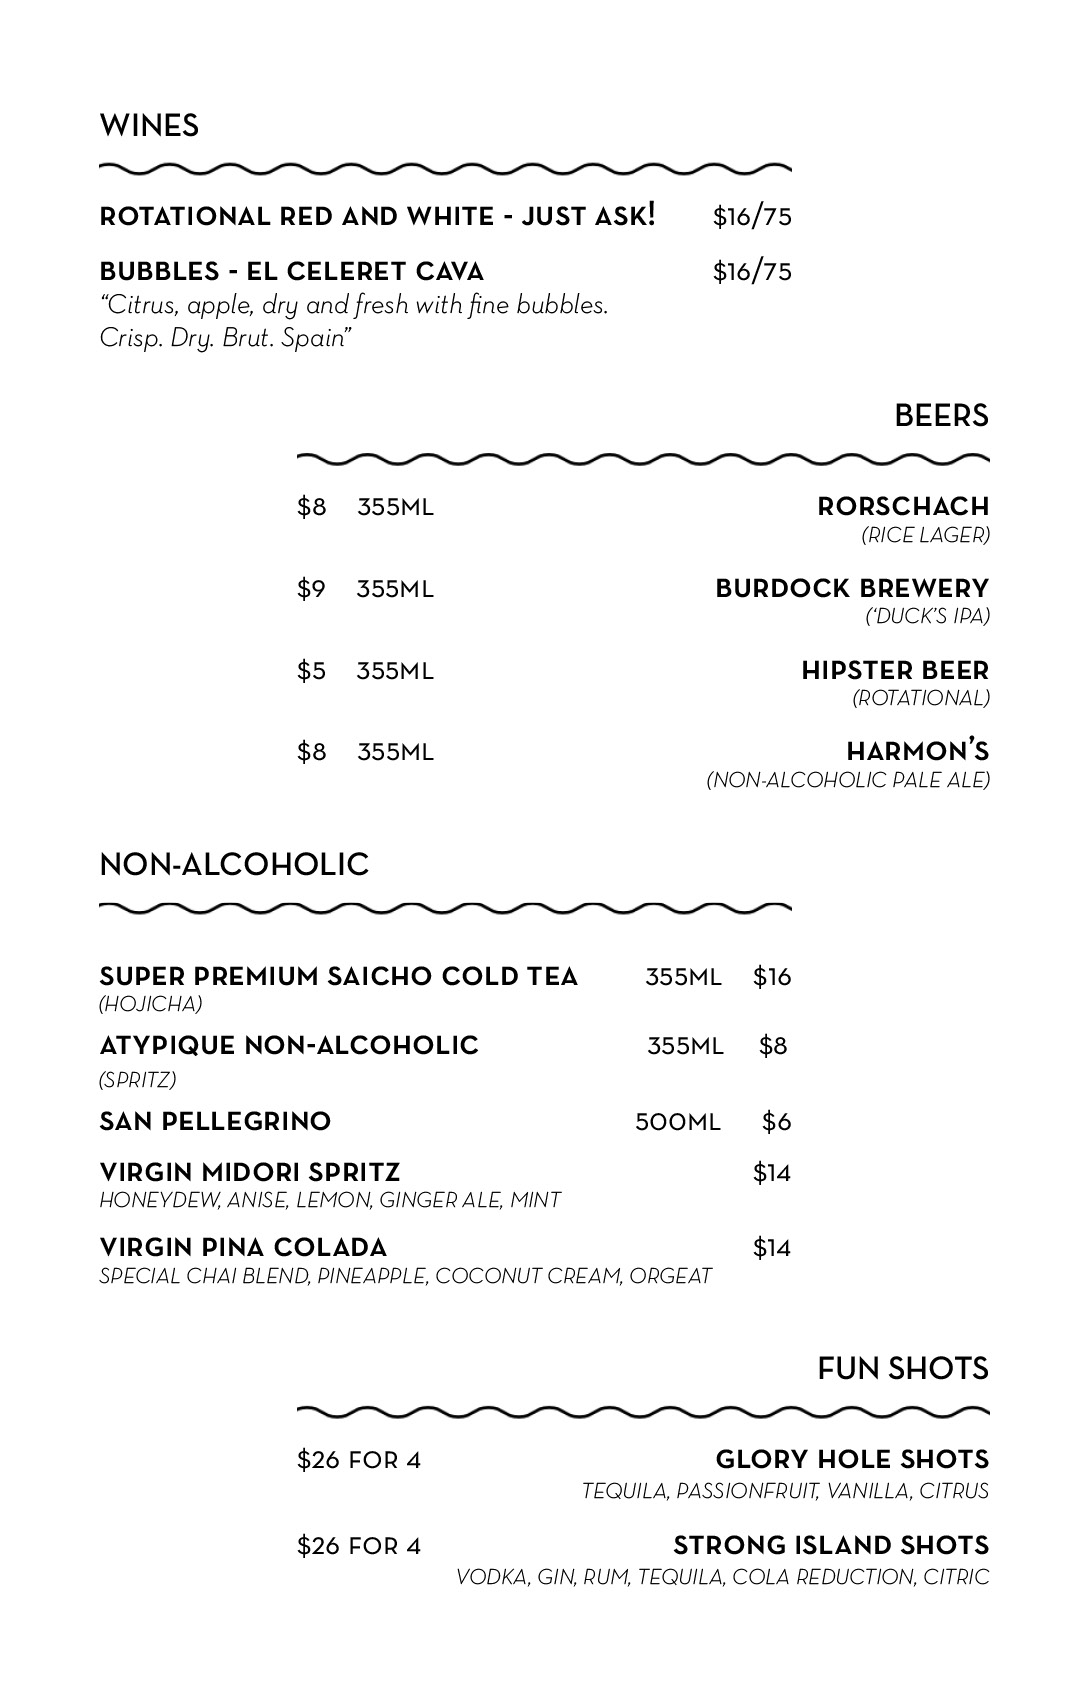 WINES
ROTATIONAL RED AND WHITE - JUST ASK! $16/75
BUBBLES - EL CELERET CAVA $16/75
“Citrus, apple, dry and fresh with fine bubbles.
Crisp. Dry. Brut. Spain”
BEERS
$8 355ML RORSCHACH
(RICE LAGER)
$9 355ML BURDOCK BREWERY
(‘DUCK’S IPA)
$5 355ML HIPSTER BEER
(ROTATIONAL)
$8 355ML HARMON’S
(NON-ALCOHOLIC PALE ALE)
NON-ALCOHOLIC
SUPER PREMIUM SAICHO COLD TEA 355ML $16
(HOJICHA)
ATYPIQUE NON-ALCOHOLIC 355ML $8
(SPRITZ)
SAN PELLEGRINO 500ML $6
VIRGIN MIDORI SPRITZ $14
HONEYDEW, ANISE, LEMON, GINGER ALE, MINT
VIRGIN PINA COLADA $14
SPECIAL CHAI BLEND, PINEAPPLE, COCONUT CREAM, ORGEAT
FUN SHOTS
$26 FOR 4 GLORY HOLE SHOTS
TEQUILA, PASSIONFRUIT, VANILLA, CITRUS
$26 FOR 4 STRONG ISLAND SHOTS
VODKA, GIN, RUM, TEQUILA, COLA REDUCTION, CITRIC